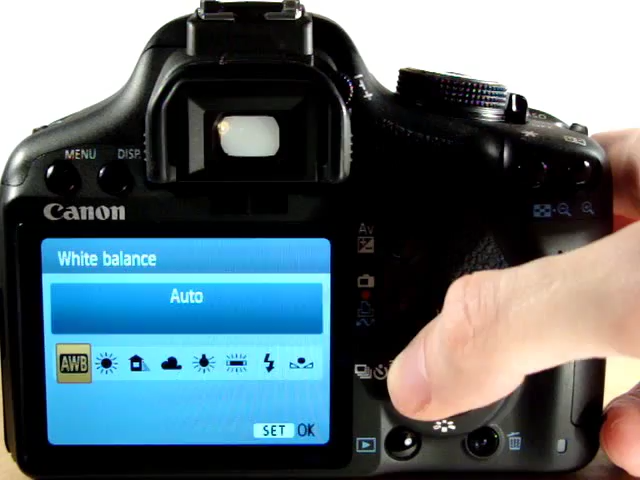 MENU DISP.
Canon
Av
White balance
Auto
AWB
SET OK